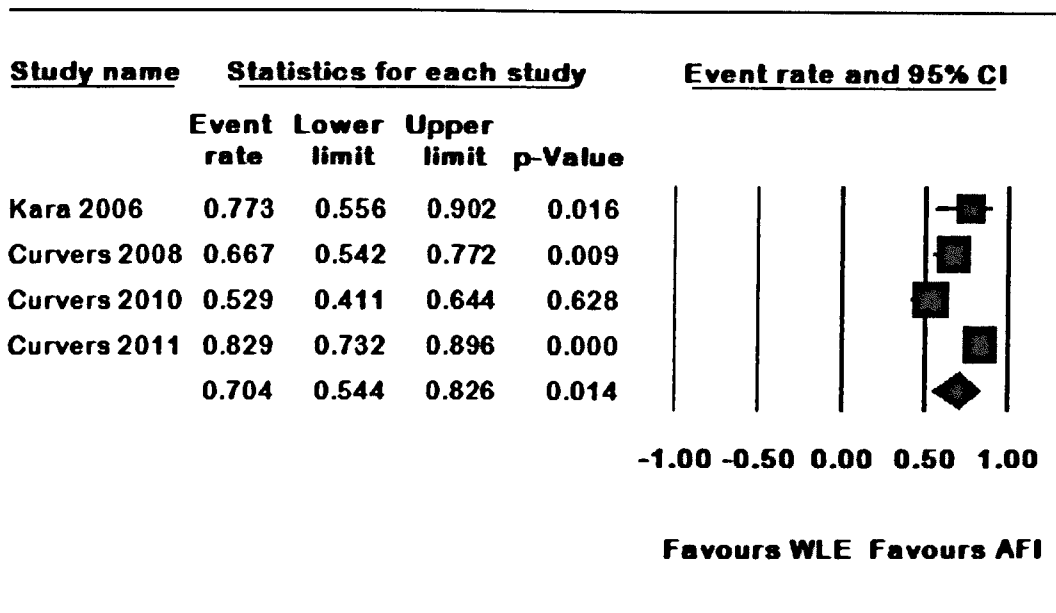 Study name Statistics for each study Event rate and 95% CI
Event Lower Upper
rate limit limit p-Value
Kara 2006 0.773 0.556 0.902 0.016
Curvers 2008 0.667 0.542 0.772 0.009
Curvers 2010 0.529 0.411 0.644 0.628
Curvers 2011 0.829 0.732 0.896 0.000
0.704 0.544 0.826 0.014
-1.00 -0.50 0.00 0.50 1.00
Favours WLE Favours AFI